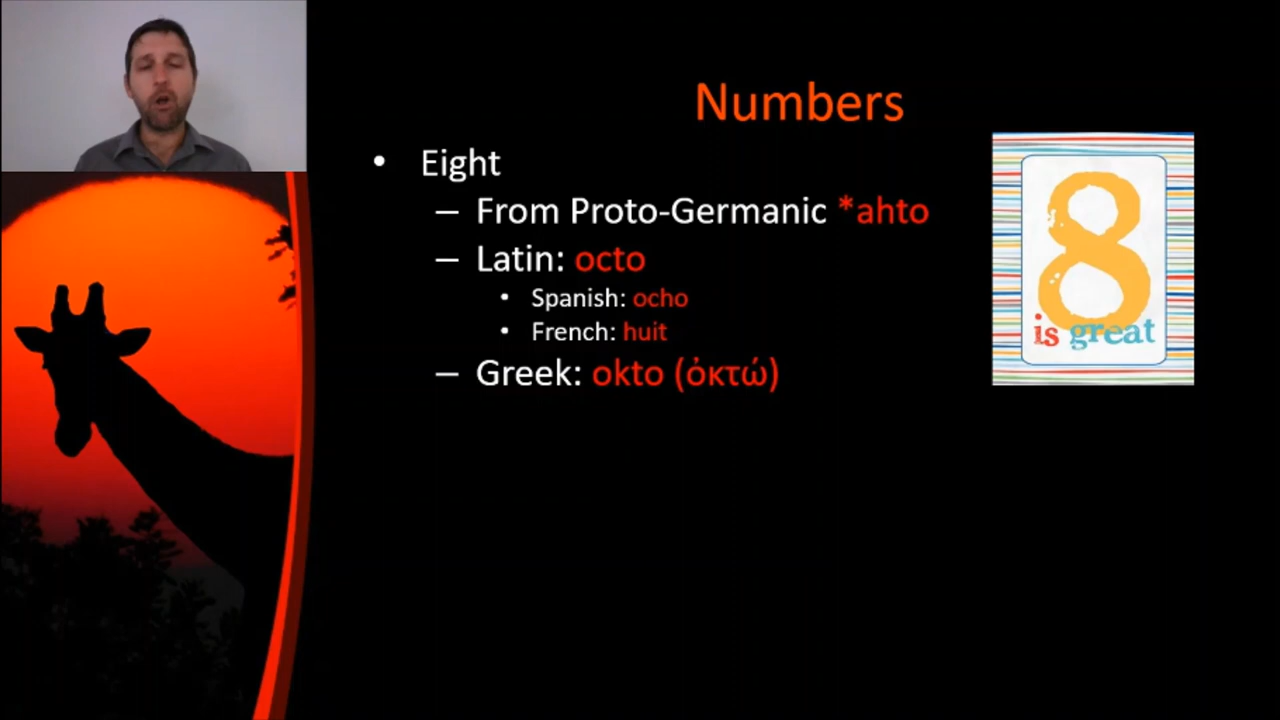 Numbers
• Eight
– From Proto-Germanic *ahto
– Latin: octo
• Spanish: ocho
• French: huit
– Greek: okto (ὀκτώ)
8
is great